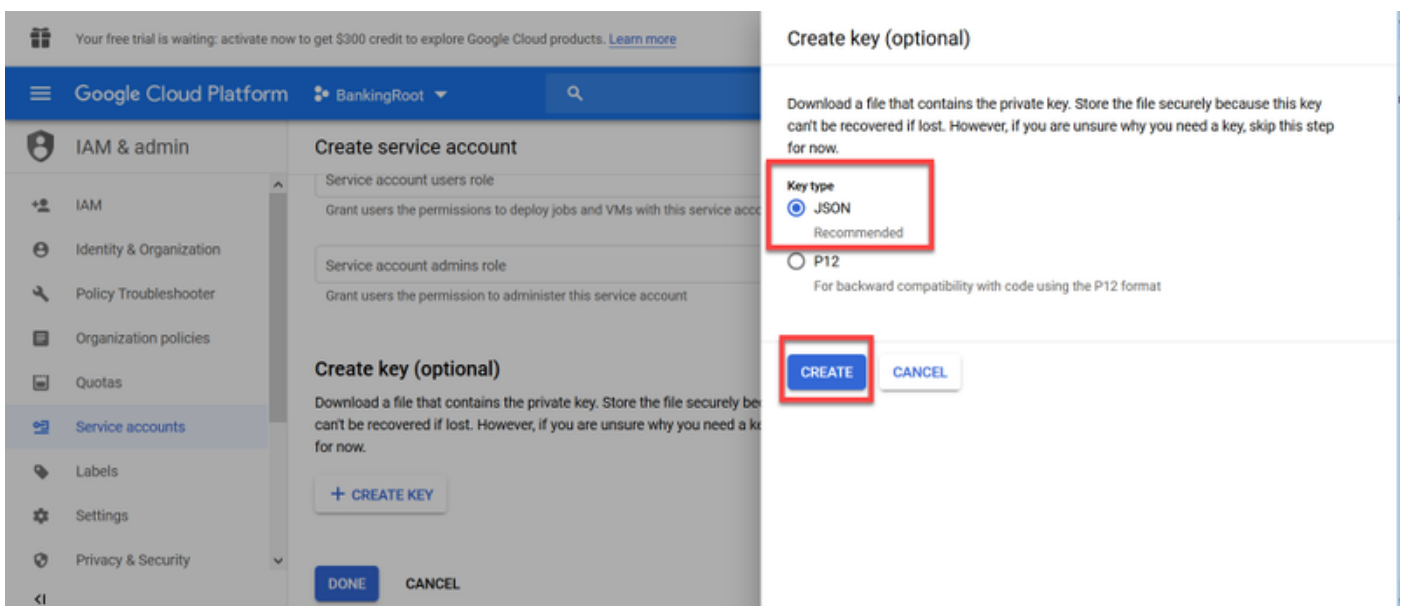 Your free trial is waiting: activate now to get $300 credit to explore Google Cloud products. Learn more
Google Cloud Platform
BankingRoot
IAM & admin
IAM
Identity & Organization
Policy Troubleshooter
Organization policies
Quotas
Service accounts
Labels
Settings
Privacy & Security
Create service account
Service account users role
Grant users the permissions to deploy jobs and VMs with this service acco
Service account admins role
Grant users the permission to administer this service account
Create key (optional)
Download a file that contains the private key. Store the file securely bec
can't be recovered if lost. However, if you are unsure why you need a ke
for now.
+ CREATE KEY
DONE
CANCEL
Create key (optional)
Download a file that contains the private key. Store the file securely because this key
can't be recovered if lost. However, if you are unsure why you need a key, skip this step
for now.
Key type
JSON
Recommended
P12
For backward compatibility with code using the P12 format
CREATE
CANCEL